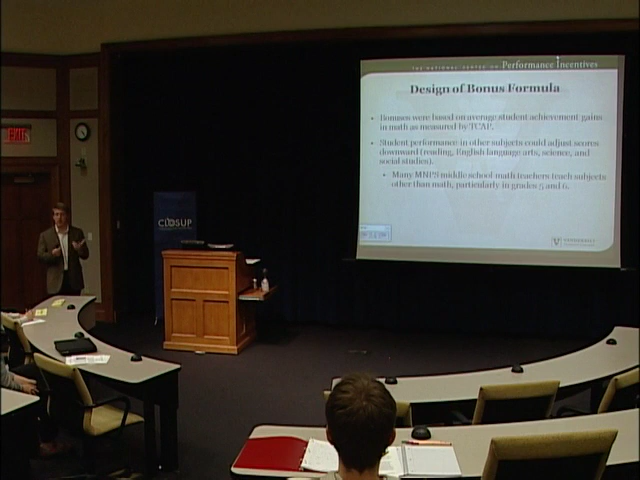 THE NATIONAL CENTER ON Performance Incentives
Design of Bonus Formula
• Bonuses were based on average student achievement gains
in math as measured by TCAP.
• Student performance in other subjects could adjust scores
downward (reading, English language arts, science, and
social studies).
• Many MNPS middle school math teachers teach subjects
other than math, particularly in grades 5 and 6.
VANDERBILT
EXIT
CLOSUP